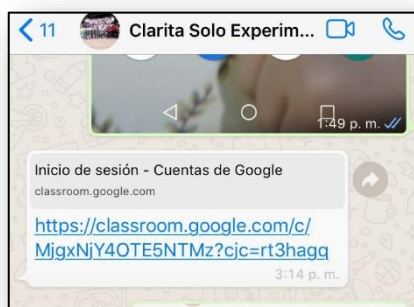 11 Clarita Solo Experim...
1:49 p. m.
Inicio de sesión - Cuentas de Google
classroom.google.com
https://classroom.google.com/c/
MjgxNjY4OTE5NTMz?cjc=rt3hagq
3:14 p. m.